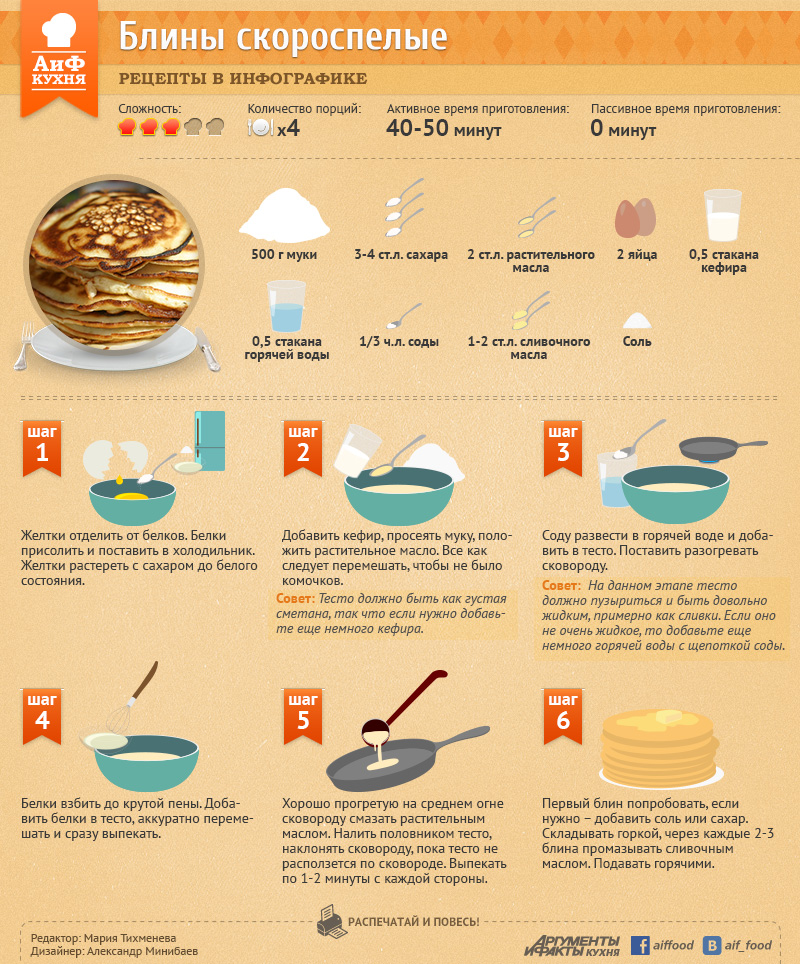 АиФ
КУХНЯ
Блины скороспелые
РЕЦЕПТЫ В ИНФОГРАФИКЕ
Сложность:
Количество порций:
x4
Активное время приготовления:
40-50 минут
Пассивное время приготовления:
0 минут
500 г муки
3-4 ст.л. сахара
2 ст.л. растительного
масла
2 яйца
0,5 стакана
кефира
0,5 стакана
горячей воды
1/3 ч.л. соды
1-2 ст.л. сливочного
масла
Соль
шаг
1
Желтки отделить от белков. Белки
присолить и поставить в холодильник.
Желтки растереть с сахаром до белого
состояния.
шаг
2
Добавить кефир, просеять муку, поло-
жить растительное масло. Все как
следует перемешать, чтобы не было
комочков.
Совет: Тесто должно быть как густая
сметана, так что если нужно добавь-
те еще немного кефира.
шаг
3
Соду развести в горячей воде и доба-
вить в тесто. Поставить разогревать
сковороду.
Совет: На данном этапе тесто
должно пузыриться и быть довольно
жидким, примерно как сливки. Если оно
не очень жидкое, то добавьте еще
немного горячей воды с щепоткой соды.
шаг
4
Белки взбить до крутой пены. Доба-
вить белки в тесто, аккуратно переме-
шать и сразу выпекать.
шаг
5
Хорошо прогретую на среднем огне
сковороду смазать растительным
маслом. Налить половником тесто,
наклонять сковороду, пока тесто не
расползется по сковороде. Выпекать
по 1-2 минуты с каждой стороны.
шаг
6
Первый блин попробовать, если
нужно – добавить соль или сахар.
Складывать горкой, через каждые 2-3
блина промазывать сливочным
маслом. Подавать горячими.
РАСПЕЧАТАЙ И ПОВЕСЬ!
Редактор: Мария Тихменева
Дизайнер: Александр Минибаев
АРГУМЕНТЫ
И ФАКТЫ КУХНЯ
f aiffood
B aif_food